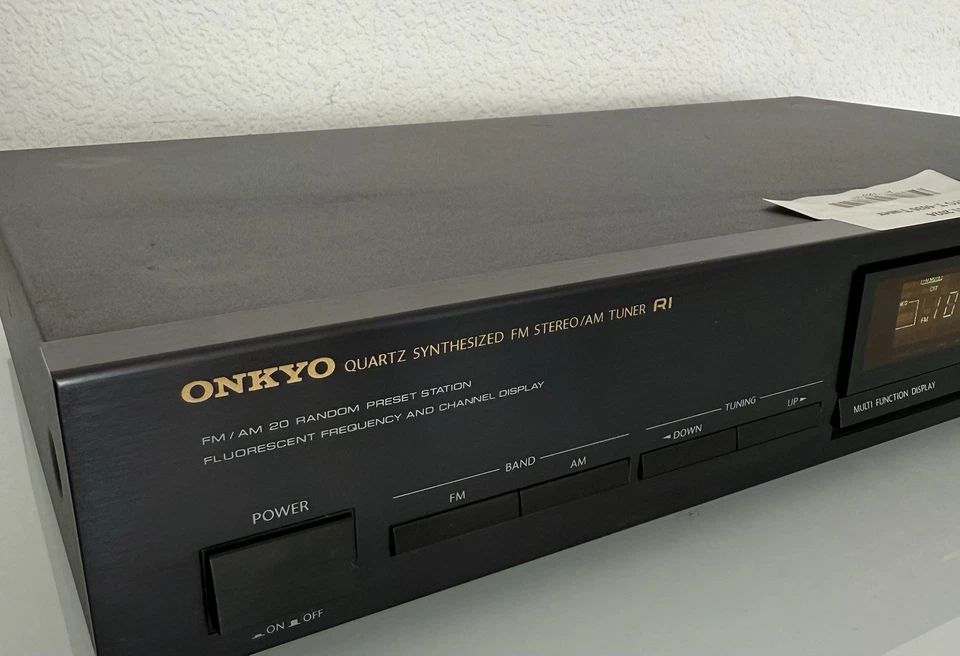 ONKYO QUARTZ SYNTHESIZED FM STEREO/AM TUNER RI
FM / AM 20 RANDOM PRESET STATION
FLUORESCENT FREQUENCY AND CHANNEL DISPLAY
POWER
ON OFF
BAND
FM AM
TUNING
◄DOWN UP►
FM
MULTI FUNCTION DISPLAY
Tuner